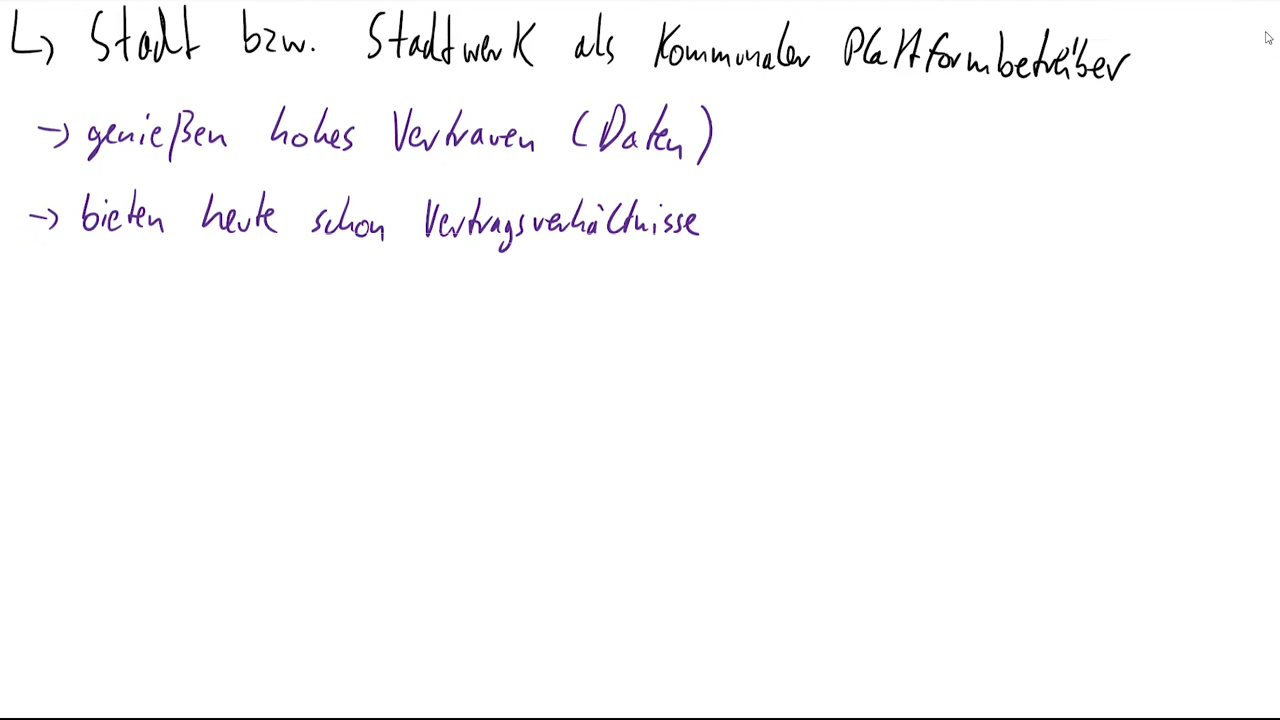 ↳ Stadt bzw. Stadtwerk als kommunaler Plattformbetreiber
→ genießen hohes Vertrauen (Daten)
→ bieten heute schon Vertragsverhältnisse